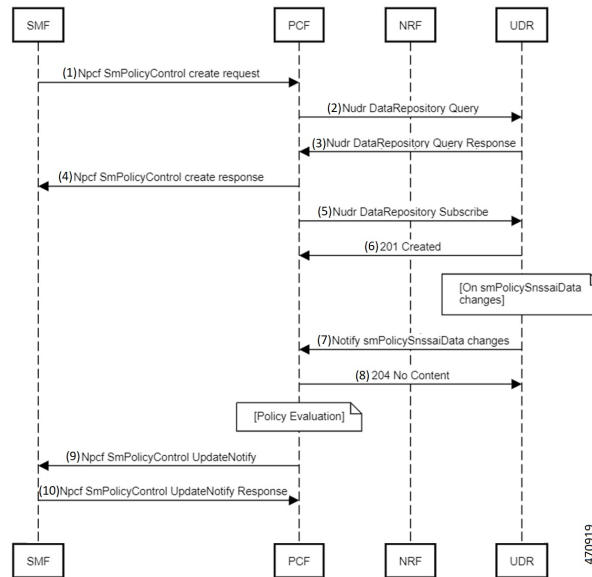 SMF
PCF
NRF
UDR
(1)Npcf SmPolicyControl create request
(2)Nudr DataRepository Query
(3)Nudr DataRepository Query Response
(4)Npcf SmPolicyControl create response
(5)Nudr DataRepository Subscribe
(6)201 Created
[On smPolicySnssaiData
changes]
(7)Notify smPolicySnssaiData changes
(8)204 No Content
[Policy Evaluation]
(9)Npcf SmPolicyControl UpdateNotify
(10)Npcf SmPolicyControl UpdateNotify Response
SMF
PCF
NRF
UDR
470919